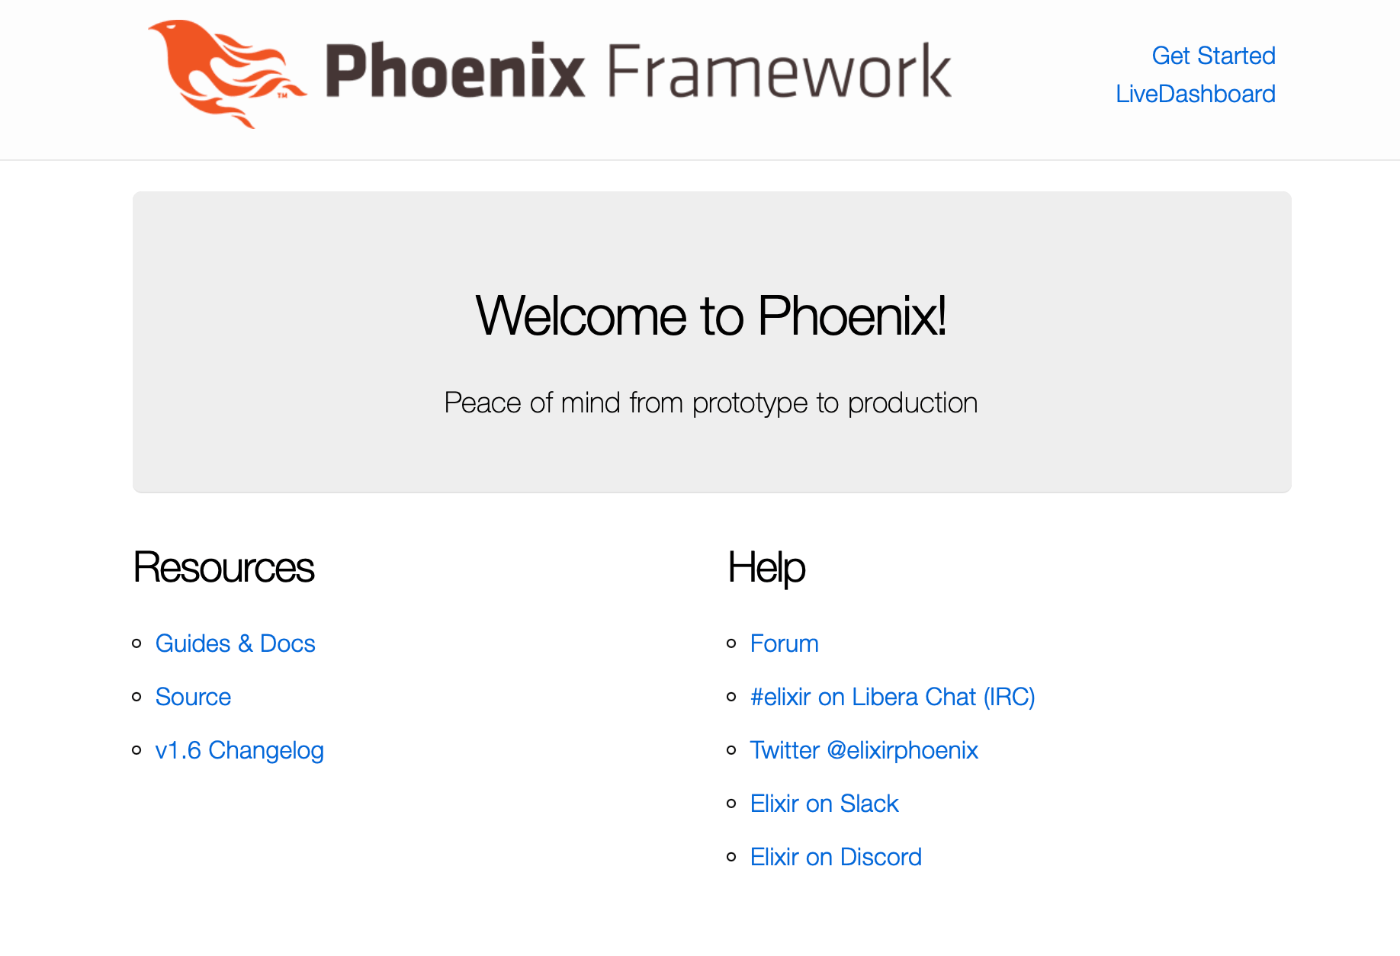 Phoenix Framework
™
Get Started
LiveDashboard
Welcome to Phoenix!
Peace of mind from prototype to production
Resources
Guides & Docs
Source
v1.6 Changelog
Help
Forum
#elixir on Libera Chat (IRC)
Twitter @elixirphoenix
Elixir on Slack
Elixir on Discord